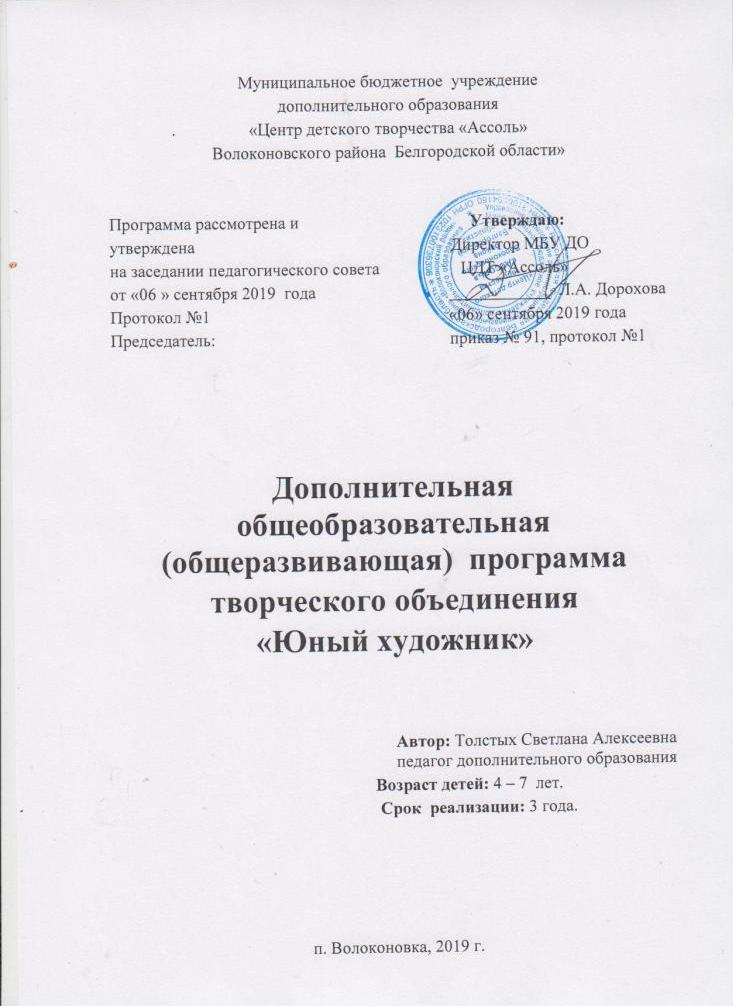 Муниципальное бюджетное учреждение
дополнительного образования
«Центр детского творчества «Ассоль»
Волоконовского района Белгородской области»
Программа рассмотрена и
утверждена
на заседании педагогического совета
от «06 » сентября 2019 года
Протокол №1
Председатель:
Утверждаю:
Директор МБУ ДО
ЦДТ «Ассоль»
Л.А. Дорохова
«06» сентября 2019 года
приказ № 91, протокол №1
Дополнительная
общеобразовательная
(общеразвивающая) программа
творческого объединения
«Юный художник»
Автор: Толстых Светлана Алексеевна
педагог дополнительного образования
Возраст детей: 4 – 7 лет.
Срок реализации: 3 года.
п. Волоконовка, 2019 г.